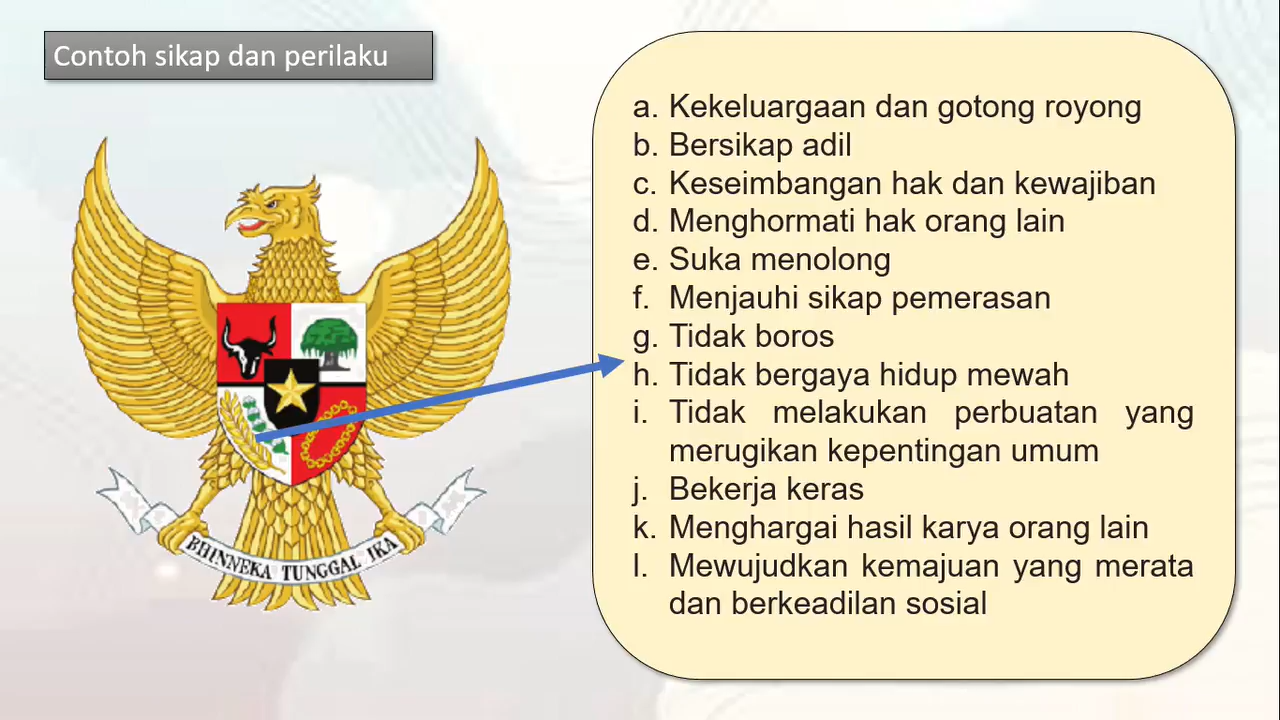 Contoh sikap dan perilaku
a. Kekeluargaan dan gotong royong
b. Bersikap adil
c. Keseimbangan hak dan kewajiban
d. Menghormati hak orang lain
e. Suka menolong
f. Menjauhi sikap pemerasan
g. Tidak boros
h. Tidak bergaya hidup mewah
i. Tidak melakukan perbuatan yang
merugikan kepentingan umum
j. Bekerja keras
k. Menghargai hasil karya orang lain
l. Mewujudkan kemajuan yang merata
dan berkeadilan sosial
BHINNEKA TUNGGAL IKA